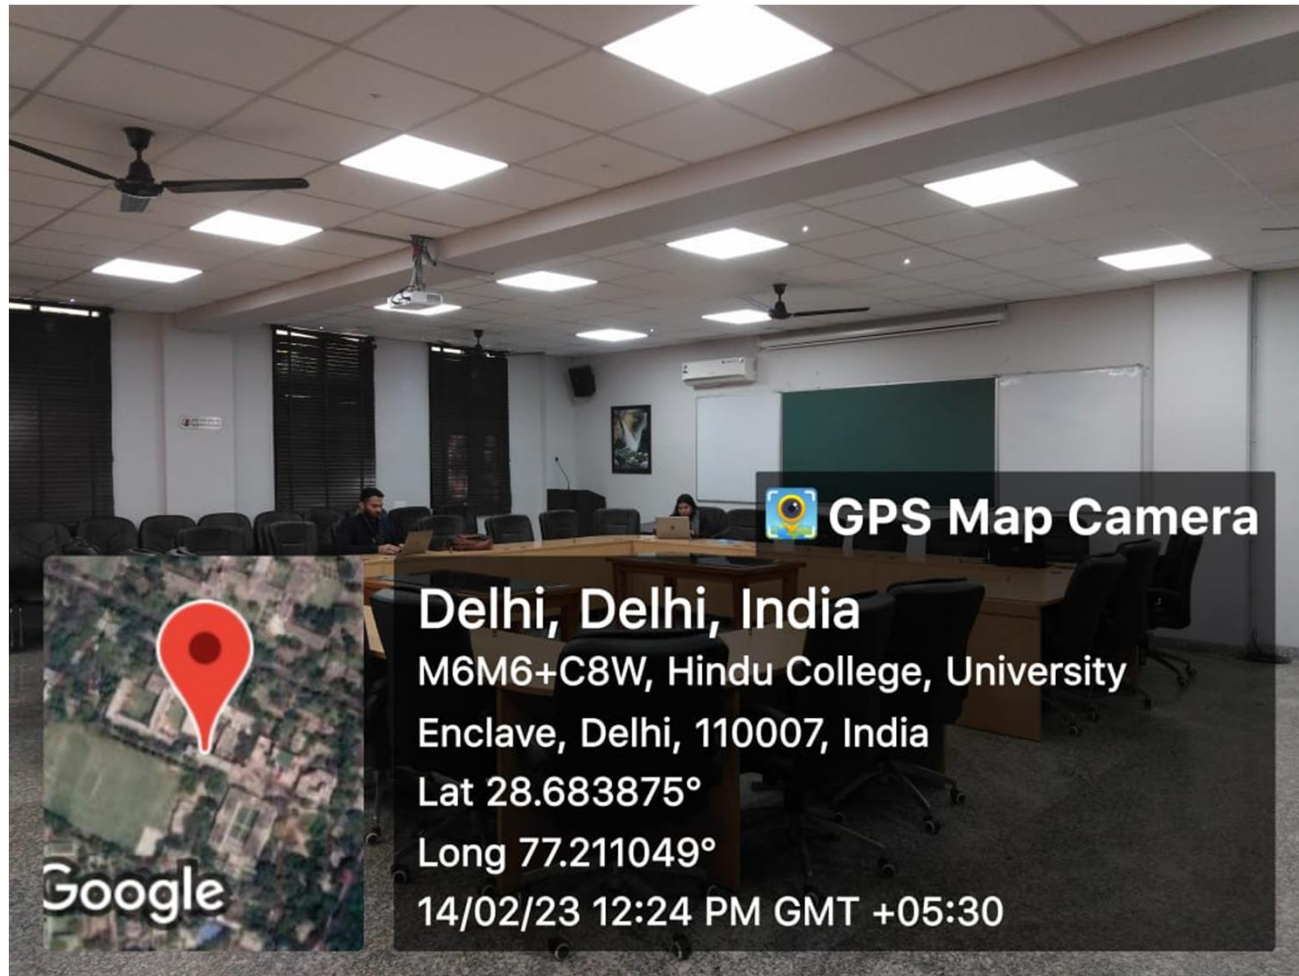 GPS Map Camera
Delhi, Delhi, India
M6M6+C8W, Hindu College, University
Enclave, Delhi, 110007, India
Lat 28.683875°
Long 77.211049°
14/02/23 12:24 PM GMT +05:30
Google